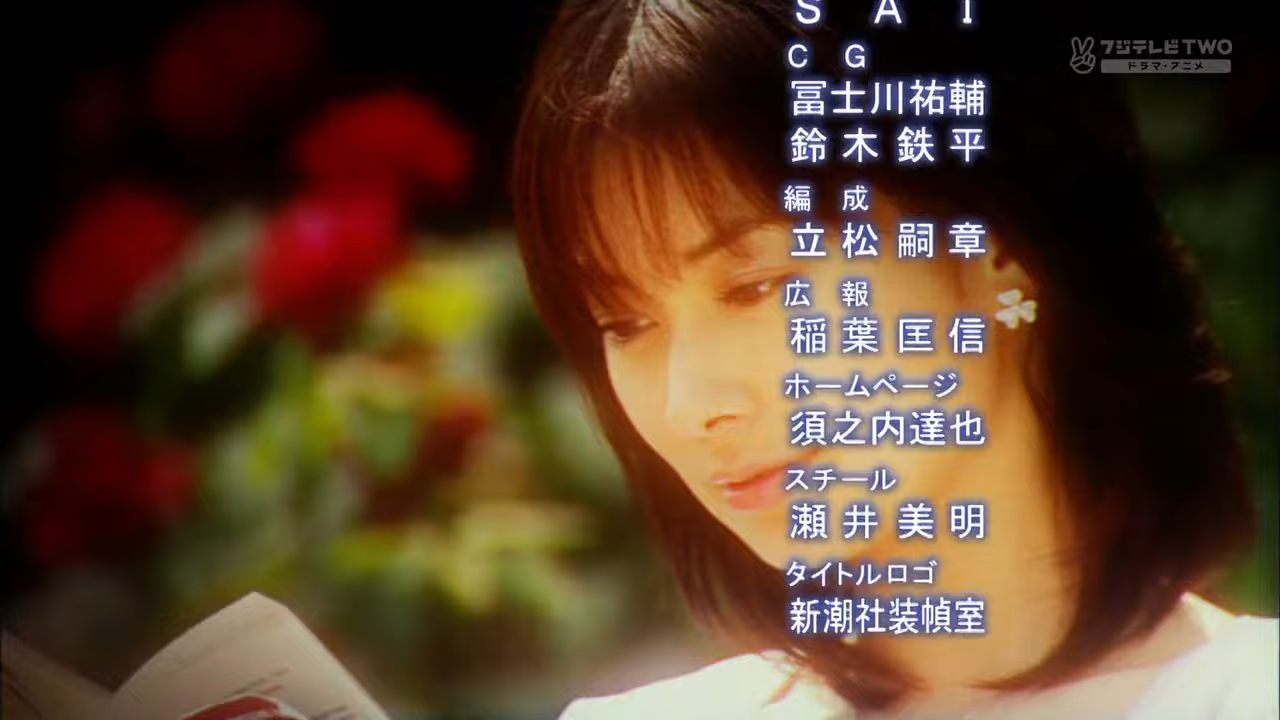 S A I
フジテレビTWO
ドラマ・アニメ
C G
冨士川祐輔
鈴木鉄平
編成
立松嗣章
広報
稲葉匡信
ホームページ
須之内達也
スチール
瀬井美明
タイトルロゴ
新潮社装幀室